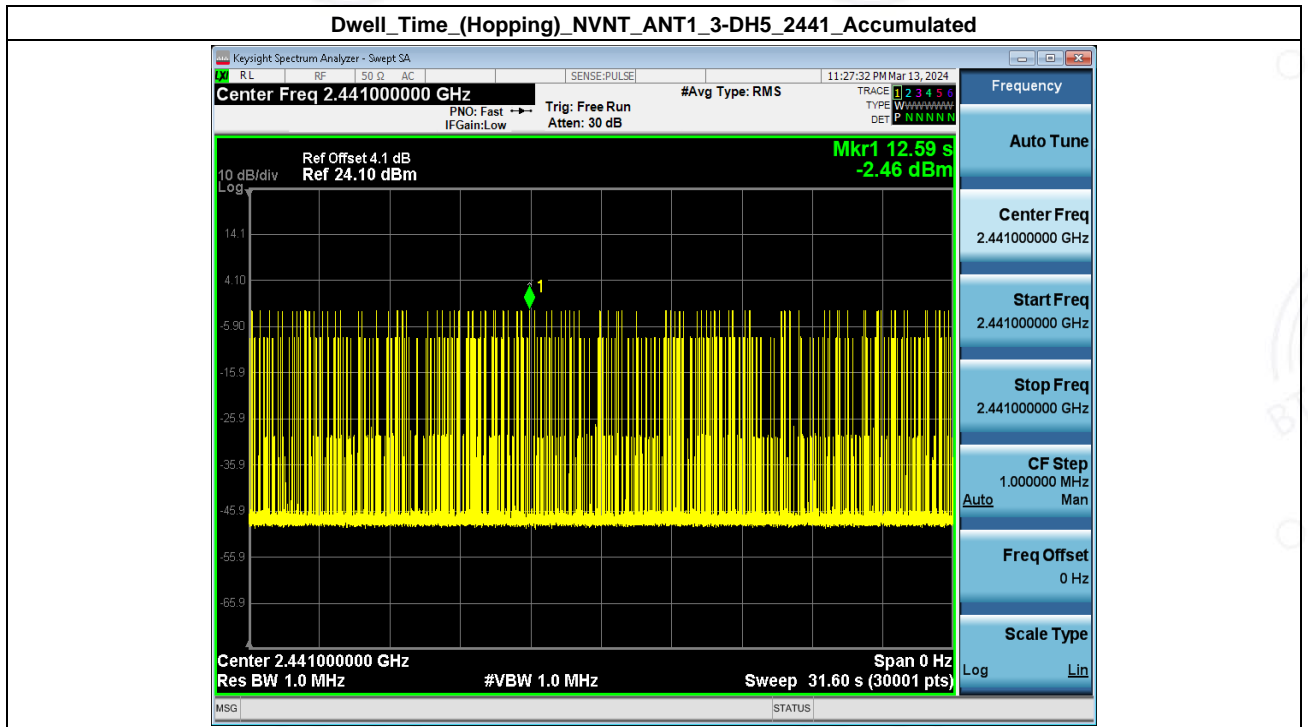 Dwell_Time_(Hopping)_NVNT_ANT1_3-DH5_2441_Accumulated
Keysight Spectrum Analyzer - Swept SA
LXI RL RF 50 Ω AC SENSE:PULSE 11:27:32 PM Mar 13, 2024
Center Freq 2.441000000 GHz
PNO: Fast
IFGain:Low
Trig: Free Run
Atten: 30 dB
#Avg Type: RMS
TRACE 1 2 3 4 5 6
TYPE WWWWWW
DET P N N N N N
Mkr1 12.59 s
-2.46 dBm
Ref Offset 4.1 dB
10 dB/div Ref 24.10 dBm
Log
14.1
4.10
-5.90
-15.9
-25.9
-35.9
-45.9
-55.9
-65.9
1
Center 2.441000000 GHz Span 0 Hz
Res BW 1.0 MHz #VBW 1.0 MHz Sweep 31.60 s (30001 pts)
MSG STATUS
Frequency
Auto Tune
Center Freq
2.441000000 GHz
Start Freq
2.441000000 GHz
Stop Freq
2.441000000 GHz
CF Step
1.000000 MHz
Auto Man
Freq Offset
0 Hz
Scale Type
Log Lin